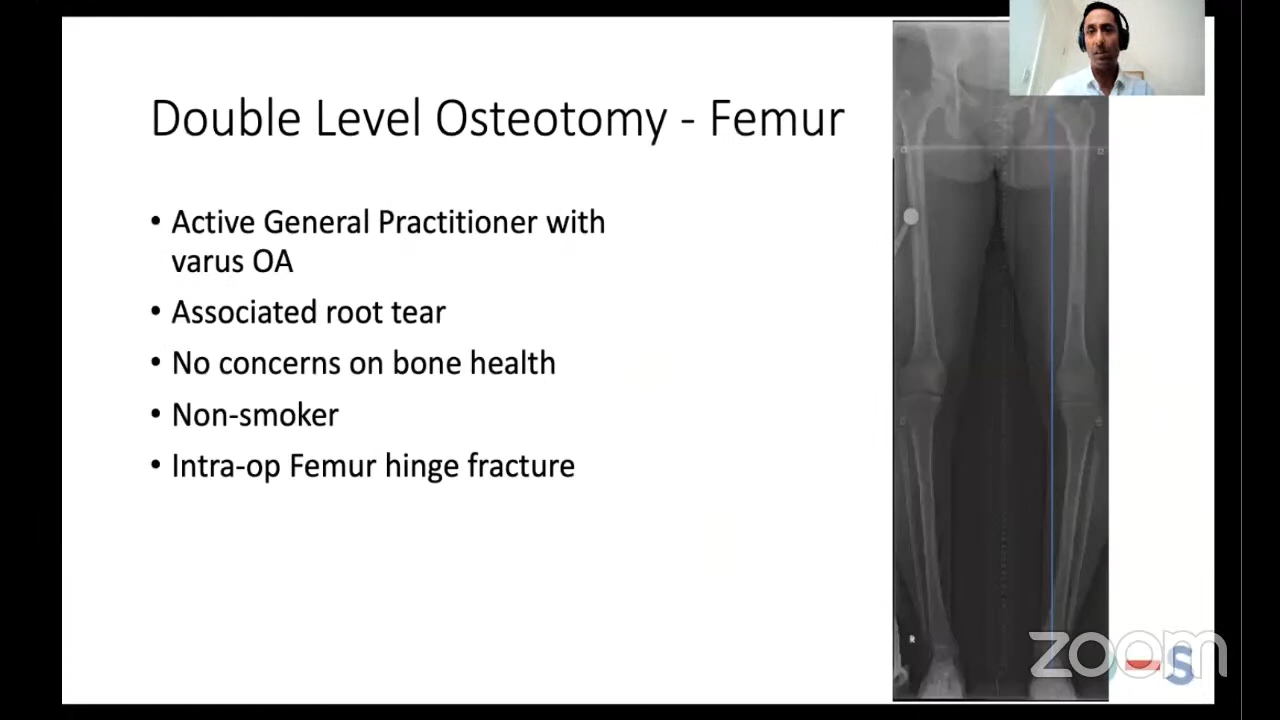 Double Level Osteotomy - Femur
• Active General Practitioner with
varus OA
• Associated root tear
• No concerns on bone health
• Non-smoker
• Intra-op Femur hinge fracture
zoom
S